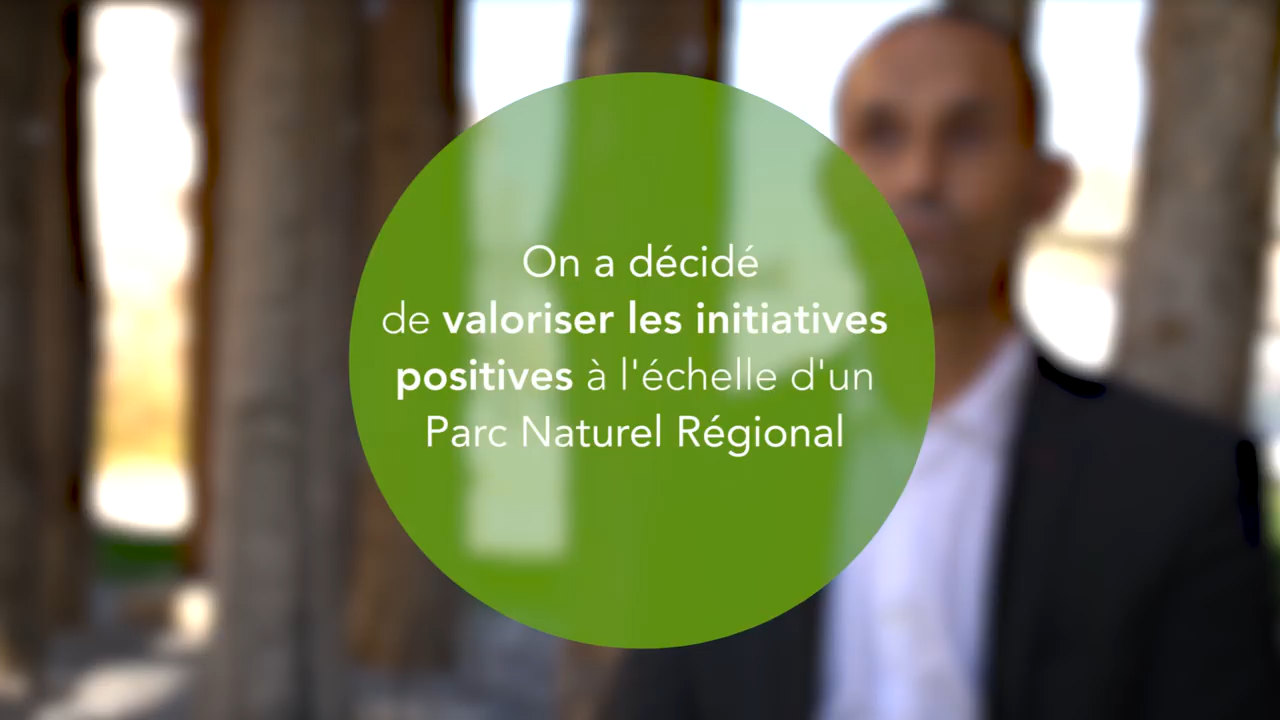 On a décidé
de valoriser les initiatives
positives à l'échelle d'un
Parc Naturel Régional